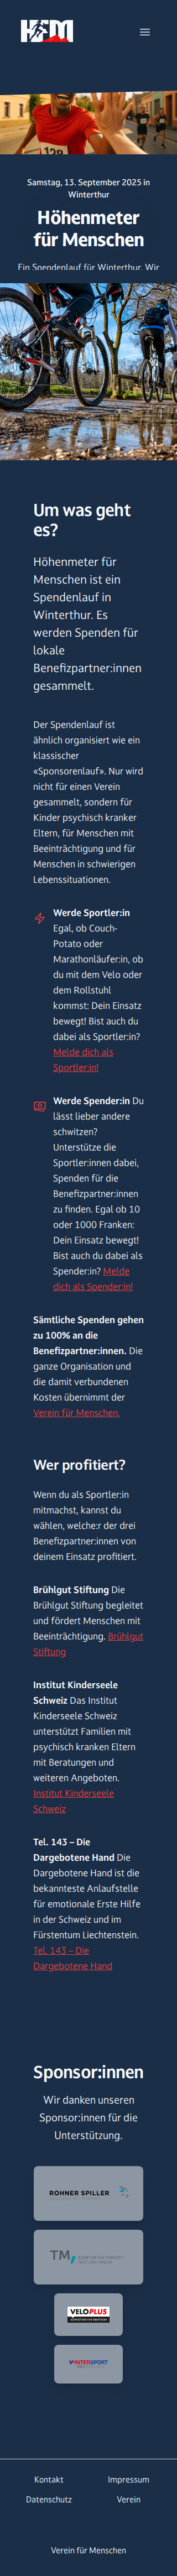 HFM
Samstag, 13. September 2025 in
Winterthur
Höhenmeter
für Menschen
Ein Spendenlauf für Winterthur. Wir
Um was geht
es?
Höhenmeter für
Menschen ist ein
Spendenlauf in
Winterthur. Es
werden Spenden für
lokale
Benefizpartner:innen
gesammelt.
Der Spendenlauf ist
ähnlich organisiert wie ein
klassischer
«Sponsorenlauf». Nur wird
nicht für einen Verein
gesammelt, sondern für
Kinder psychisch kranker
Eltern, für Menschen mit
Beeinträchtigung und für
Menschen in schwierigen
Lebenssituationen.
Werde Sportler:in
Egal, ob Couch-
Potato oder
Marathonläufer:in, ob
du mit dem Velo oder
dem Rollstuhl
kommst: Dein Einsatz
bewegt! Bist auch du
dabei als Sportler:in?
Melde dich als
Sportler:in!
Werde Spender:in Du
lässt lieber andere
schwitzen?
Unterstütze die
Sportler:innen dabei,
Spenden für die
Benefizpartner:innen
zu finden. Egal ob 10
oder 1000 Franken:
Dein Einsatz bewegt!
Bist auch du dabei als
Spender:in? Melde
dich als Spender:in!
Sämtliche Spenden gehen
zu 100% an die
Benefizpartner:innen. Die
ganze Organisation und
die damit verbundenen
Kosten übernimmt der
Verein für Menschen.
Wer profitiert?
Wenn du als Sportler:in
mitmachst, kannst du
wählen, welche:r der drei
Benefizpartner:innen von
deinem Einsatz profitiert.
Brühlgut Stiftung Die
Brühlgut Stiftung begleitet
und fördert Menschen mit
Beeinträchtigung. Brühlgut
Stiftung
Institut Kinderseele
Schweiz Das Institut
Kinderseele Schweiz
unterstützt Familien mit
psychisch kranken Eltern
mit Beratungen und
weiteren Angeboten.
Institut Kinderseele
Schweiz
Tel. 143 – Die
Dargebotene Hand Die
Dargebotene Hand ist die
bekannteste Anlaufstelle
für emotionale Erste Hilfe
in der Schweiz und im
Fürstentum Liechtenstein.
Tel. 143 – Die
Dargebotene Hand
Sponsor:innen
Wir danken unseren
Sponsor:innen für die
Unterstützung.
ROHNER SPILLER
TM
VELOPLUS
INTERSPORT
Kontakt
Impressum
Datenschutz
Verein
Verein für Menschen